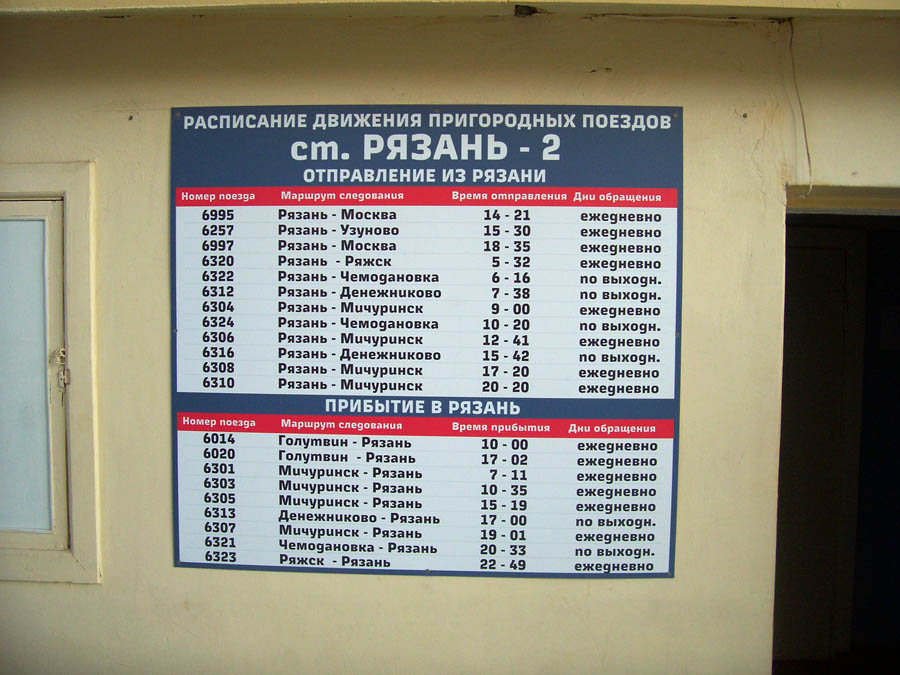 РАСПИСАНИЕ ДВИЖЕНИЯ ПРИГОРОДНЫХ ПОЕЗДОВ
ст. РЯЗАНЬ - 2
ОТПРАВЛЕНИЕ ИЗ РЯЗАНИ
Номер поезда Маршрут следования Время отправления Дни обращения
6995 Рязань - Москва 14 - 21 ежедневно
6257 Рязань - Узуново 15 - 30 ежедневно
6997 Рязань - Москва 18 - 35 ежедневно
6320 Рязань - Ряжск 5 - 32 ежедневно
6322 Рязань - Чемодановка 6 - 16 по выходн.
6312 Рязань - Денежниково 7 - 38 по выходн.
6304 Рязань - Мичуринск 9 - 00 ежедневно
6324 Рязань - Чемодановка 10 - 20 по выходн.
6306 Рязань - Мичуринск 12 - 41 ежедневно
6316 Рязань - Денежниково 15 - 42 по выходн.
6308 Рязань - Мичуринск 17 - 20 ежедневно
6310 Рязань - Мичуринск 20 - 20 ежедневно
ПРИБЫТИЕ В РЯЗАНЬ
Номер поезда Маршрут следования Время прибытия Дни обращения
6014 Голутвин - Рязань 10 - 00 ежедневно
6020 Голутвин - Рязань 17 - 02 ежедневно
6301 Мичуринск - Рязань 7 - 11 ежедневно
6303 Мичуринск - Рязань 10 - 35 ежедневно
6305 Мичуринск - Рязань 15 - 19 ежедневно
6313 Денежниково - Рязань 17 - 00 по выходн.
6307 Мичуринск - Рязань 19 - 01 ежедневно
6321 Чемодановка - Рязань 20 - 33 по выходн.
6323 Ряжск - Рязань 22 - 49 ежедневно